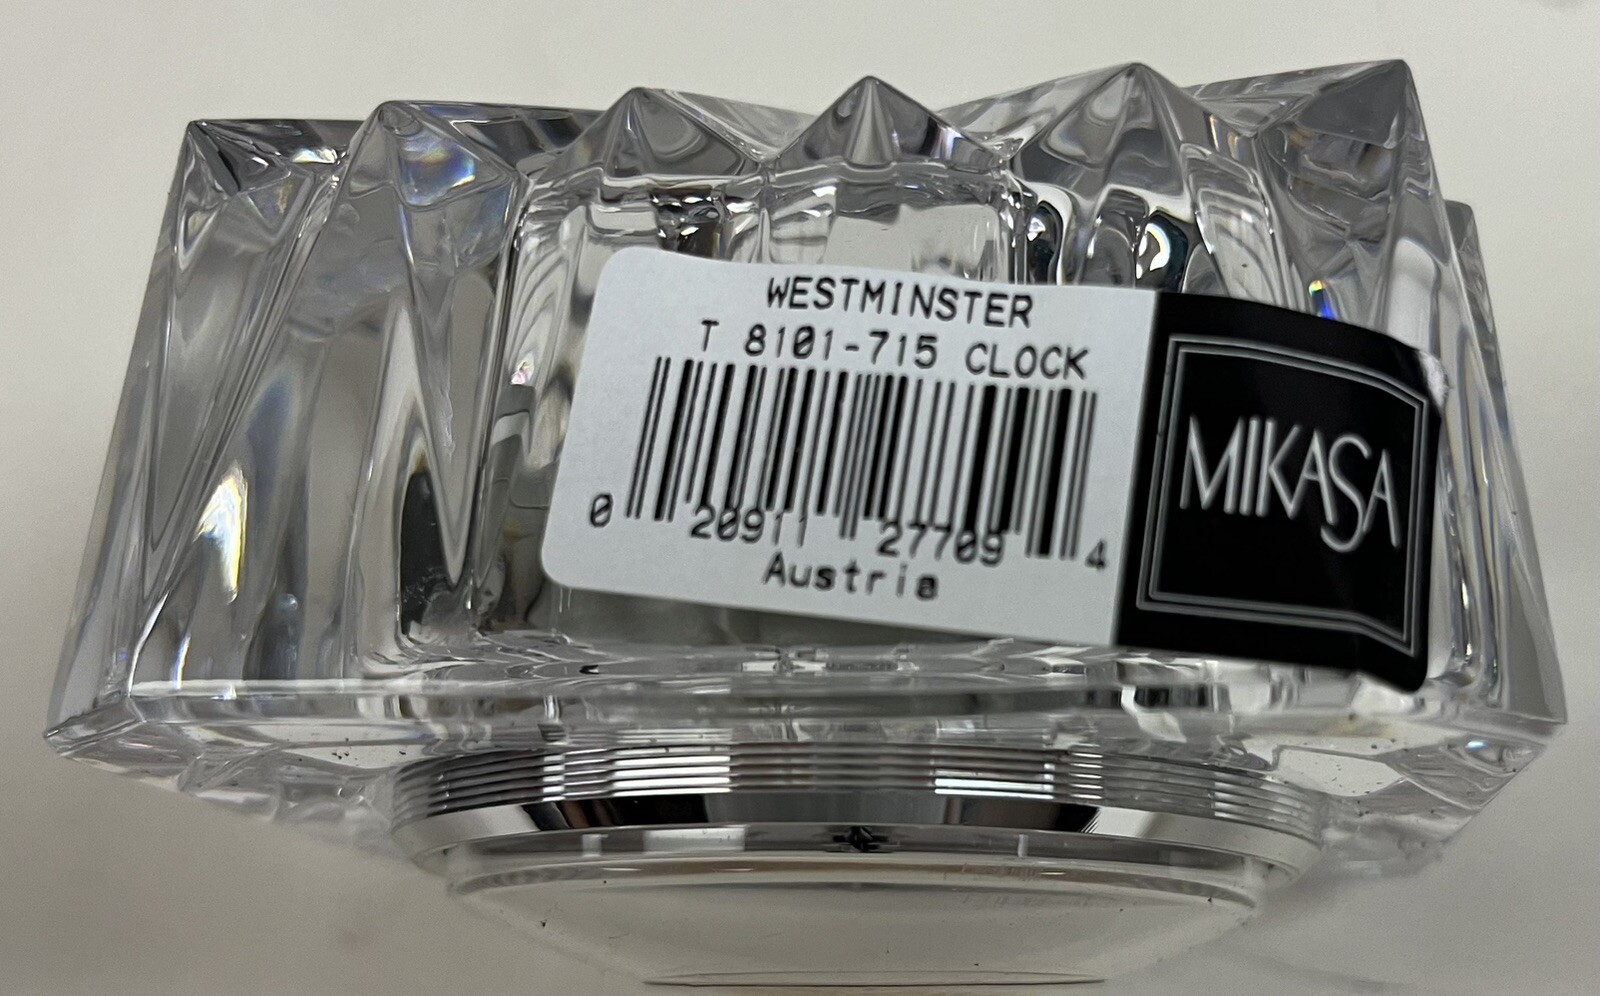 WESTMINSTER
T 8101-715 CLOCK
0 20911 27709 4
Austria
MIKASA